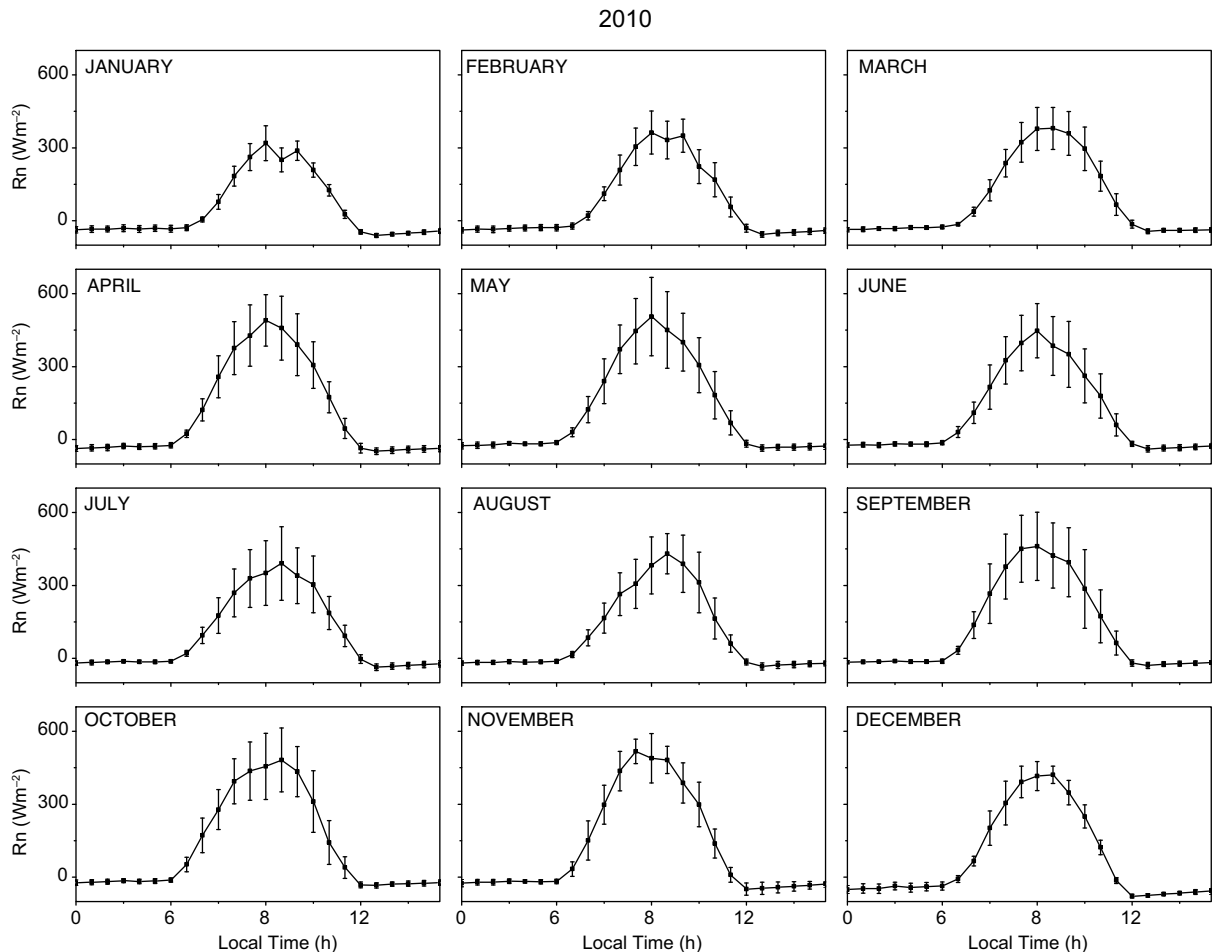 2010
JANUARY
FEBRUARY
MARCH
600
300
0
Rn (Wm−2)
APRIL
MAY
JUNE
600
300
0
Rn (Wm−2)
JULY
AUGUST
SEPTEMBER
600
300
0
Rn (Wm−2)
OCTOBER
NOVEMBER
DECEMBER
600
300
0
Rn (Wm−2)
0 6 8 12 0 6 8 12 0 6 8 12
Local Time (h) Local Time (h) Local Time (h)